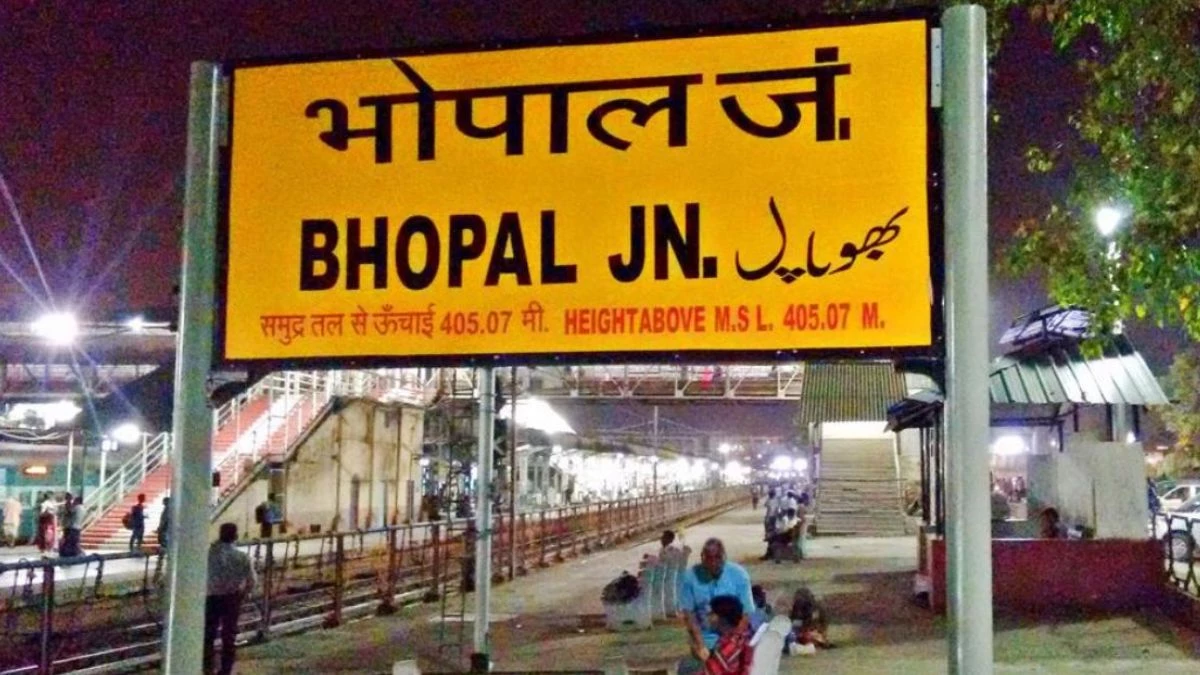 भोपाल जं.
BHOPAL JN. بھوپال
समुद्र तल से ऊँचाई 405.07 मी. HEIGHTABOVE M.S L. 405.07 M.